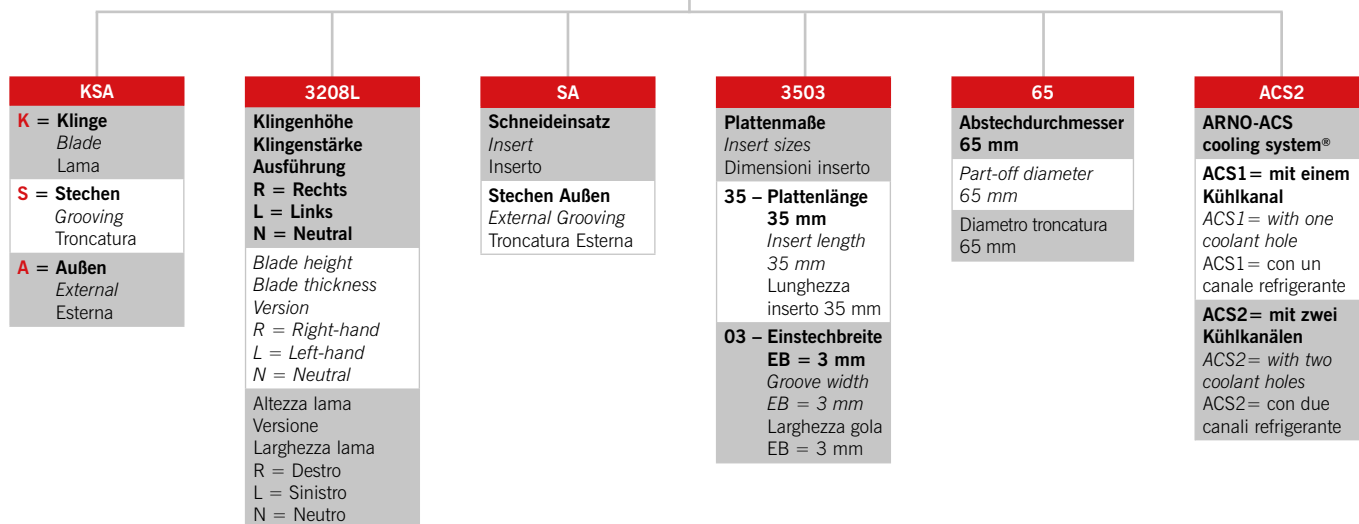 KSA
K = Klinge
Blade
Lama
S = Stechen
Grooving
Troncatura
A = Außen
External
Esterna
3208L
Klingenhöhe
Klingenstärke
Ausführung
R = Rechts
L = Links
N = Neutral
Blade height
Blade thickness
Version
R = Right-hand
L = Left-hand
N = Neutral
Altezza lama
Versione
Larghezza lama
R = Destro
L = Sinistro
N = Neutro
SA
Schneideinsatz
Insert
Inserto
Stechen Außen
External Grooving
Troncatura Esterna
3503
Plattenmaße
Insert sizes
Dimensioni inserto
35 – Plattenlänge
35 mm
Insert length
35 mm
Lunghezza
inserto 35 mm
03 – Einstechbreite
EB = 3 mm
Groove width
EB = 3 mm
Larghezza gola
EB = 3 mm
65
Abstechdurchmesser
65 mm
Part-off diameter
65 mm
Diametro troncatura
65 mm
ACS2
ARNO-ACS
cooling system®
ACS1= mit einem
Kühlkanal
ACS1= with one
coolant hole
ACS1= con un
canale refrigerante
ACS2= mit zwei
Kühlkanälen
ACS2= with two
coolant holes
ACS2= con due
canali refrigerante